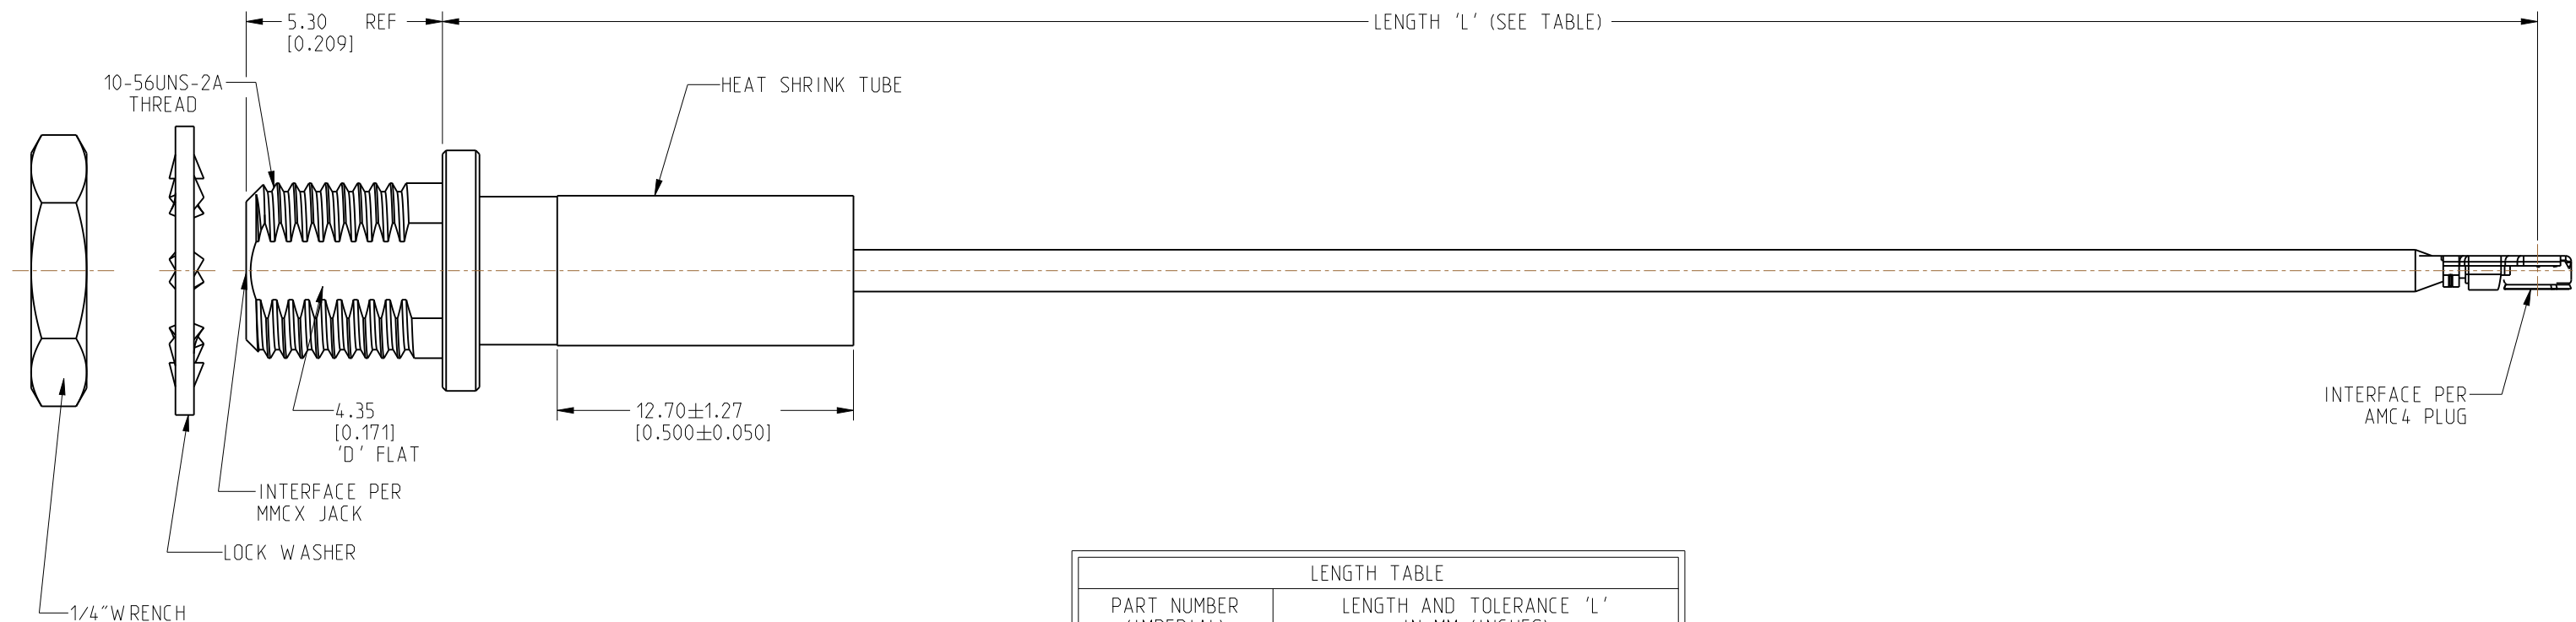 5.30 REF
[0.209]
LENGTH 'L' (SEE TABLE)
10-56UNS-2A
THREAD
HEAT SHRINK TUBE
4.35
[0.171]
'D' FLAT
12.70±1.27
[0.500±0.050]
INTERFACE PER
AMC4 PLUG
INTERFACE PER
MMCX JACK
LOCK WASHER
1/4"WRENCH
LENGTH TABLE
PART NUMBER
LENGTH AND TOLERANCE 'L'